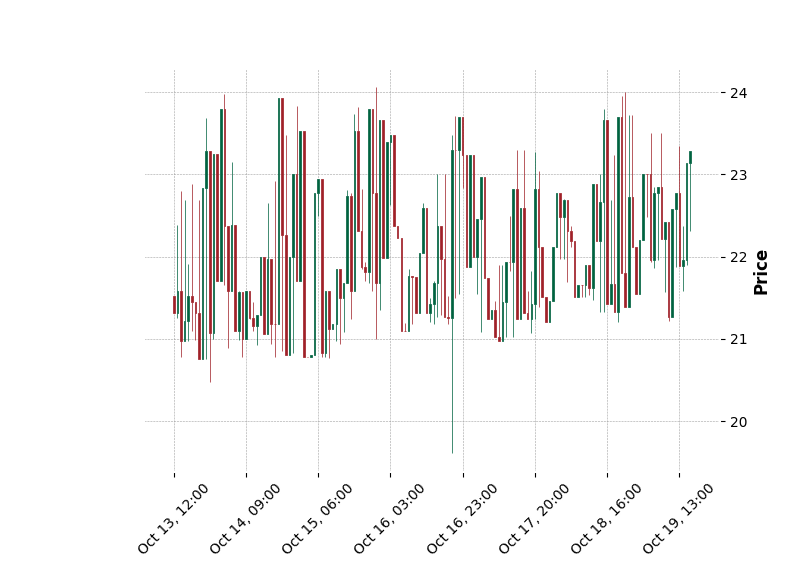 24
23
22
21
20
Price
Oct 13, 12:00
Oct 14, 09:00
Oct 15, 06:00
Oct 16, 03:00
Oct 16, 23:00
Oct 17, 20:00
Oct 18, 16:00
Oct 19, 13:00